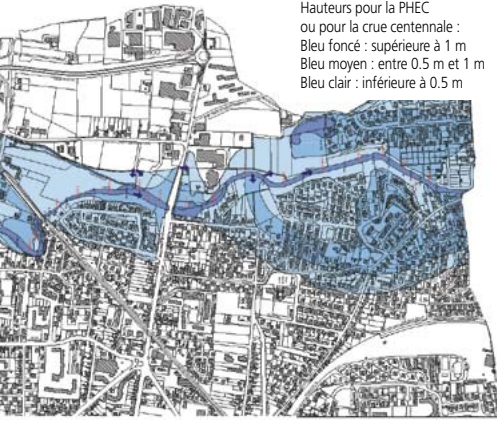 Hauteurs pour la PHEC
ou pour la crue centennale :
Bleu foncé : supérieure à 1 m
Bleu moyen : entre 0.5 m et 1 m
Bleu clair : inférieure à 0.5 m